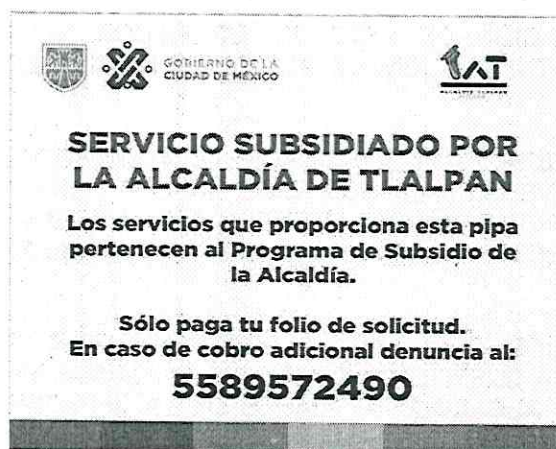 GOBIERNO DE LA
CIUDAD DE MÉXICO
SERVICIO SUBSIDIADO POR
LA ALCALDÍA DE TLALPAN
Los servicios que proporciona esta pipa
pertenecen al Programa de Subsidio de
la Alcaldía.
Sólo paga tu folio de solicitud.
En caso de cobro adicional denuncia al:
5589572490